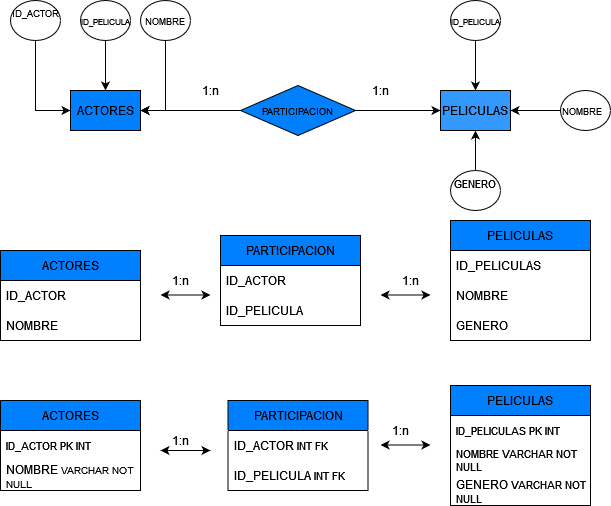 ID_ACTOR
ID_PELICULA
NOMBRE
ID_PELICULA
1:n
1:n
ACTORES
PARTICIPACION
PELICULAS
NOMBRE
GENERO
ACTORES
ID_ACTOR
NOMBRE
1:n
PARTICIPACION
ID_ACTOR
ID_PELICULA
1:n
PELICULAS
ID_PELICULAS
NOMBRE
GENERO
ACTORES
ID_ACTOR PK INT
NOMBRE VARCHAR NOT
NULL
1:n
PARTICIPACION
ID_ACTOR INT FK
ID_PELICULA INT FK
1:n
PELICULAS
ID_PELICULAS PK INT
NOMBRE VARCHAR NOT
NULL
GENERO VARCHAR NOT
NULL